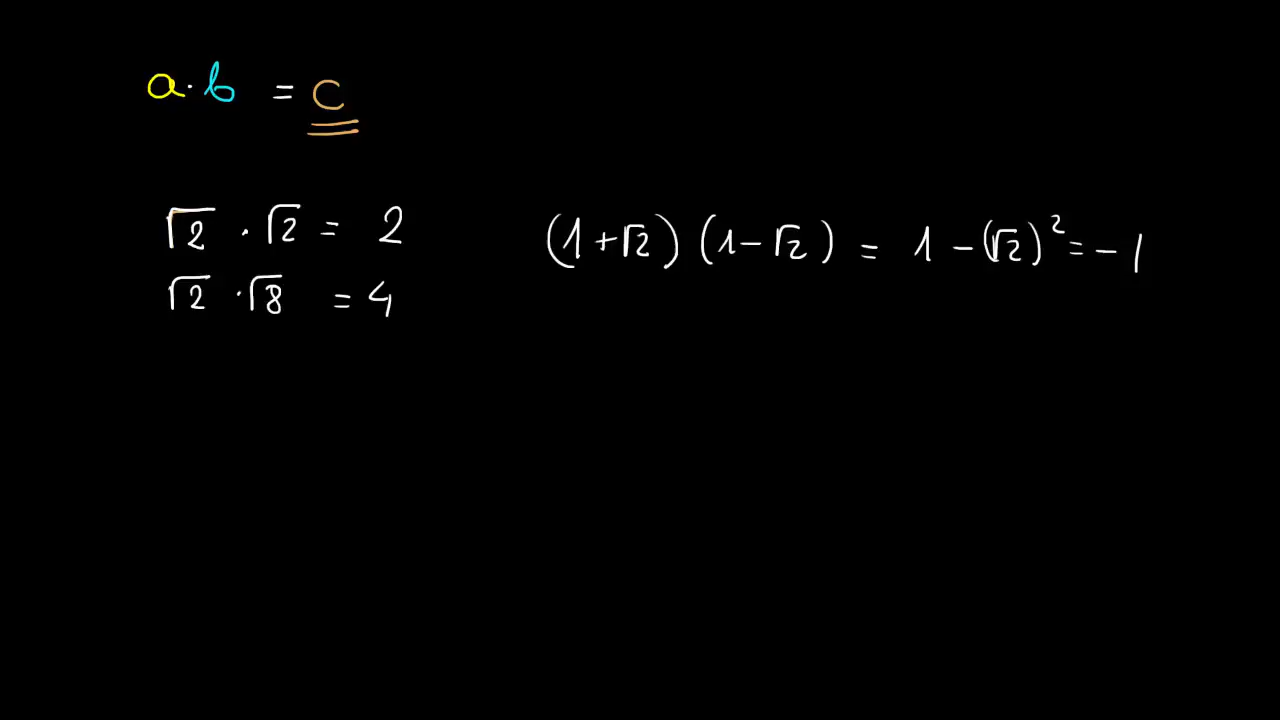 a · b = c
√2 · √2 = 2
(1 + √2) (1 - √2) = 1 - (√2)² = - 1
√2 · √8 = 4